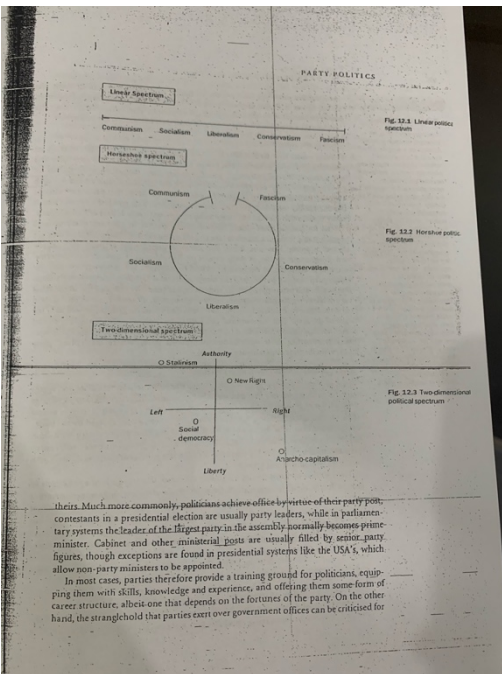 PARTY POLITICS
Linear Spectrum
Communism Socialism Liberalism Conservatism Fascism
Fig. 12.1 Linear politics
spectrum
Horseshoe spectrum
Communism Fascism
Fig. 12.2
spectrum
Socialism Conservatism
Liberalism
Two-dimensional spectrum
Authority
Stalinism
New Right
Fig. 12.3 Two-dimensional
political spectrum
Left Right
Social
democracy
Anarcho-capitalism
Liberty
theirs. Much more commonly, politicians achieve office by virtue of their party post,
contestants in a presidential election are usually party leaders, while in parliamen-
tary systems the leader of the largest party in the assembly normally becomes prime
minister. Cabinet and other ministerial posts are usually filled by senior party
figures, though exceptions are found in presidential systems like the USA's, which
allow non-party ministers to be appointed.
In most cases, parties therefore provide a training ground for politicians, equip-
ping them with skills, knowledge and experience, and offering them some form of
career structure, albeit one that depends on the fortunes of the party. On the other
hand, the stranglehold that parties exert over government offices can be criticised for